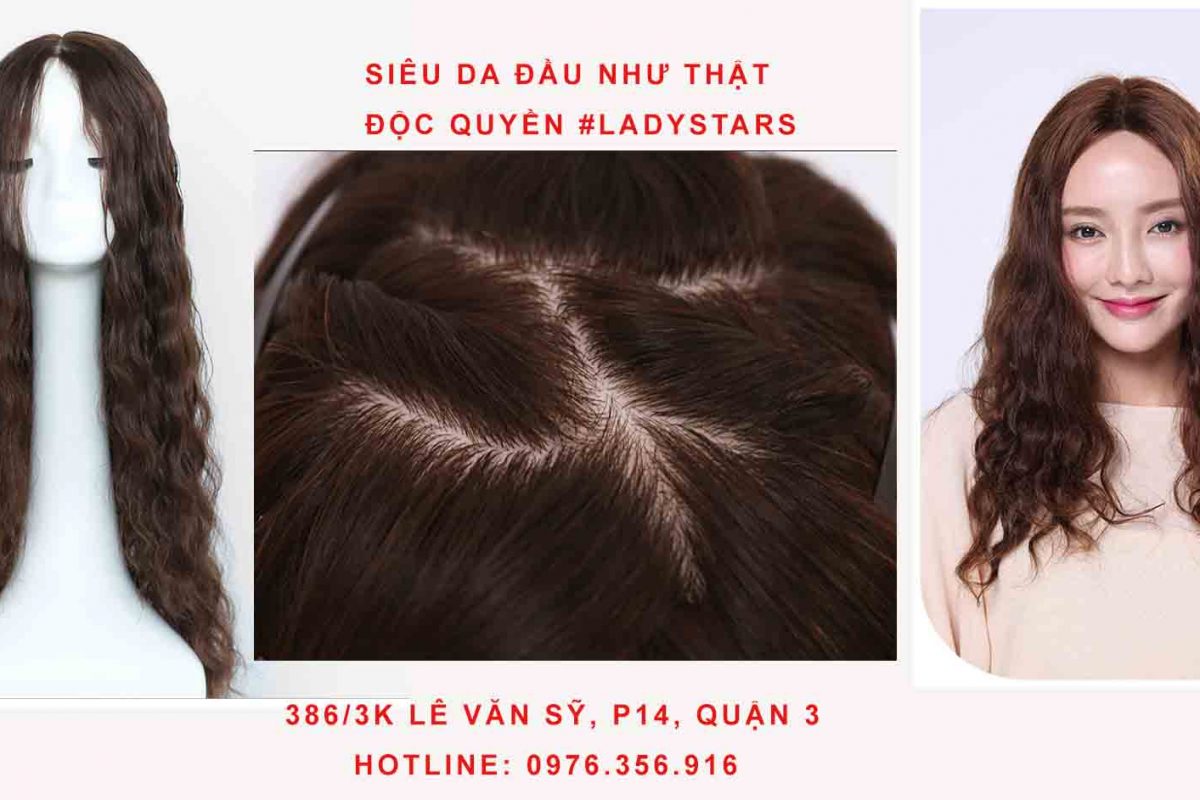 SIÊU DA ĐẦU NHƯ THẬT
ĐỘC QUYỀN #LADYSTARS
386/3K LÊ VĂN SỸ, P14, QUẬN 3
HOTLINE: 0976.356.916